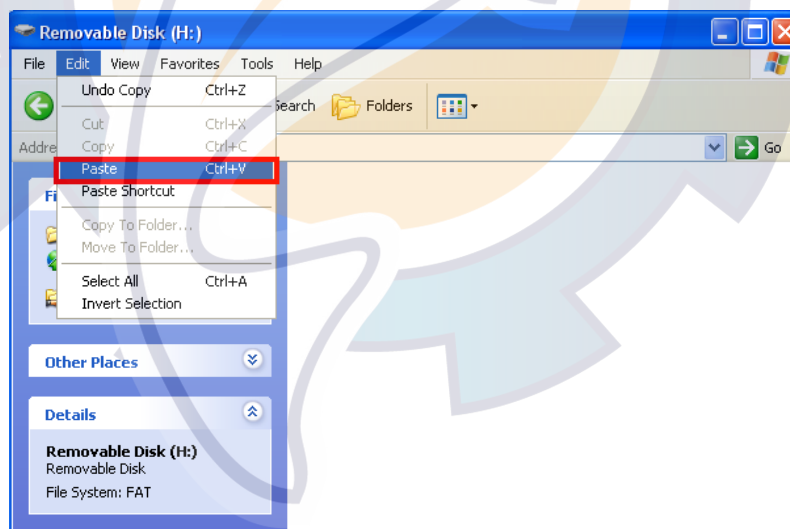 Removable Disk (H:)
File Edit View Favorites Tools Help
Undo Copy Ctrl+Z
Search Folders
Cut Ctrl+X
Copy Ctrl+C
Go
Paste Ctrl+V
Paste Shortcut
Copy To Folder...
Move To Folder...
Select All Ctrl+A
Invert Selection
Other Places
Details
Removable Disk (H:)
Removable Disk
File System: FAT